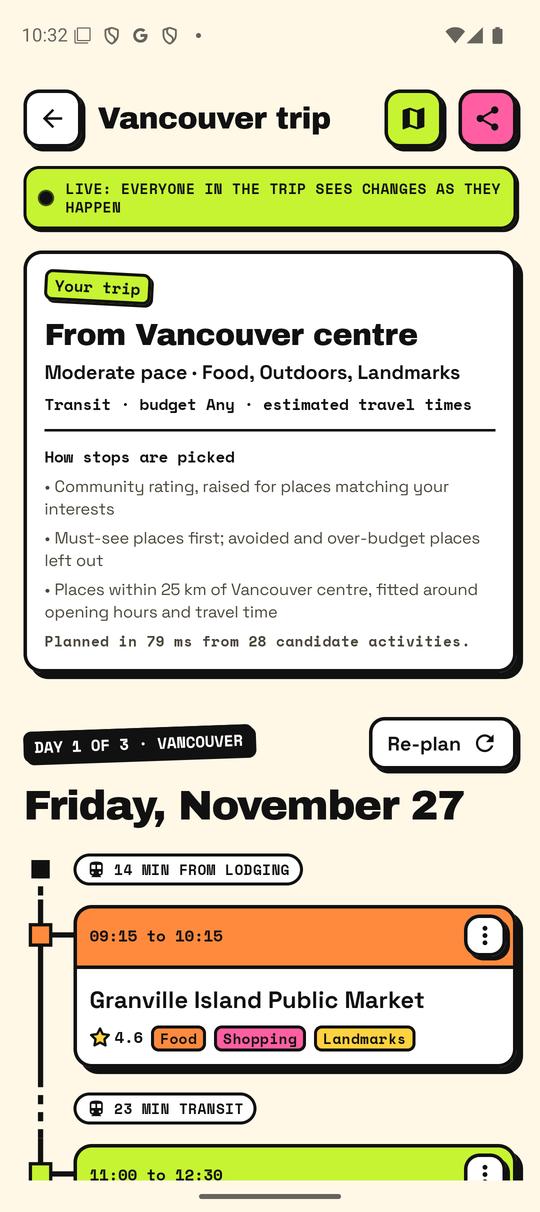 10:32
Vancouver trip
LIVE: EVERYONE IN THE TRIP SEES CHANGES AS THEY
HAPPEN
Your trip
From Vancouver centre
Moderate pace · Food, Outdoors, Landmarks
Transit · budget Any · estimated travel times
How stops are picked
• Community rating, raised for places matching your
interests
• Must-see places first; avoided and over-budget places
left out
• Places within 25 km of Vancouver centre, fitted around
opening hours and travel time
Planned in 79 ms from 28 candidate activities.
DAY 1 OF 3 · VANCOUVER
Re-plan
Friday, November 27
14 MIN FROM LODGING
09:15 to 10:15
Granville Island Public Market
4.6 Food Shopping Landmarks
23 MIN TRANSIT
11:00 to 12:30